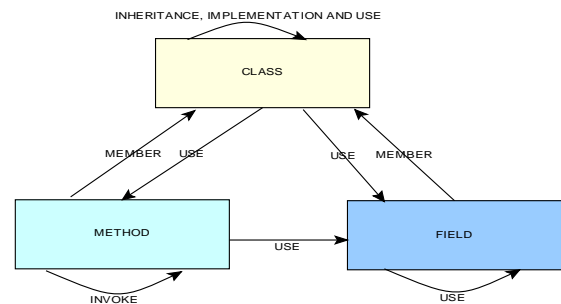 INHERITANCE, IMPLEMENTATION AND USE
CLASS
MEMBER
USE
USE
MEMBER
METHOD
FIELD
USE
INVOKE
USE